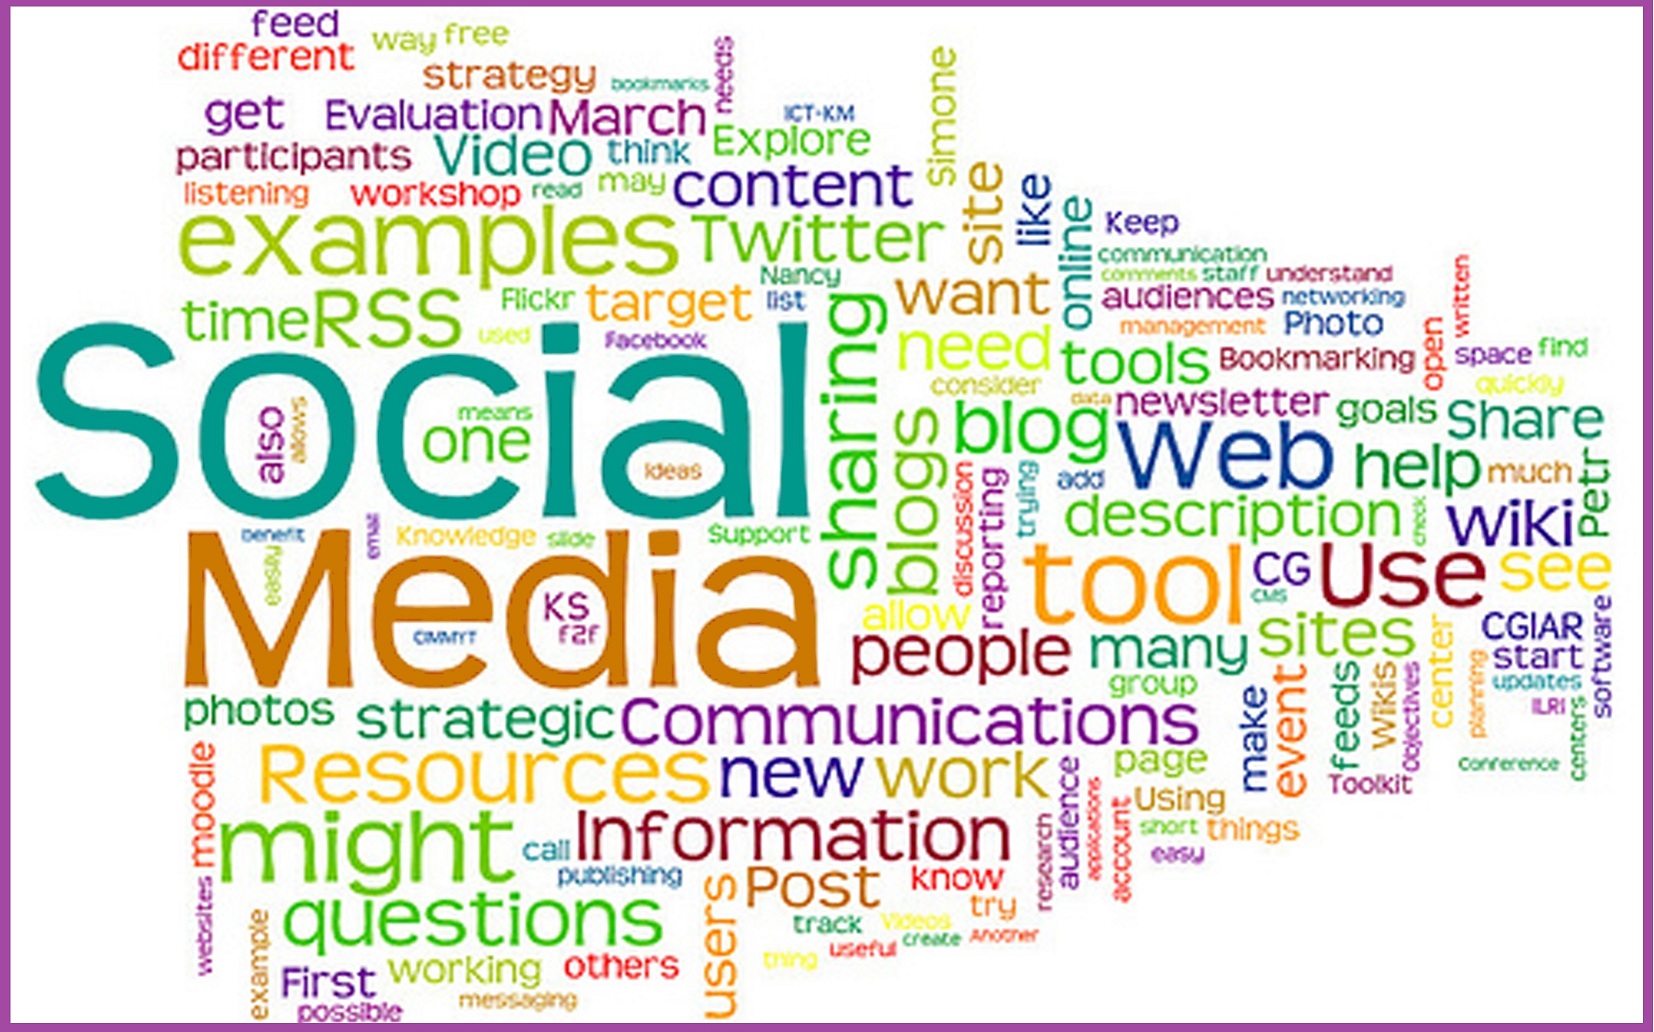 feed
different way free
strategy bookmarks needs
get Evaluation March ICT-KM Simone
participants Video think Explore
listening workshop read may content site like
examples Twitter online Keep
communication
Nancy comments staff understand
time RSS Flickr target list want audiences networking written
used Facebook management Photo
Social sharing need tools Bookmarking open space find
consider quickly
also allows means one Ideas blogs blog data newsletter goals Share
Web help much Petr
discussion reporting trying add
benefit email Knowledge slide Support description check wiki
Media easily tool CG Use see
CMS
KS allow
CIMMYT f2f people many sites center CGIAR software
start
group planning updates
photos strategic Communications make event feeds Wikis objectives ILRI centers
Resources new work page Toolkit Conference
moodle audience applications account Using
might call Information research short things
easy
publishing Post know
websites questions users try
track Videos
create Another
example useful
First working others thing
messaging
possible